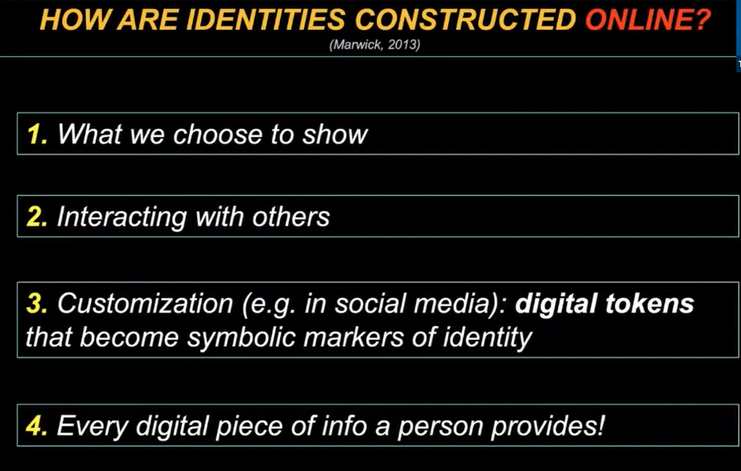 HOW ARE IDENTITIES CONSTRUCTED ONLINE?
(Marwick, 2013)
1. What we choose to show
2. Interacting with others
3. Customization (e.g. in social media): digital tokens
that become symbolic markers of identity
4. Every digital piece of info a person provides!